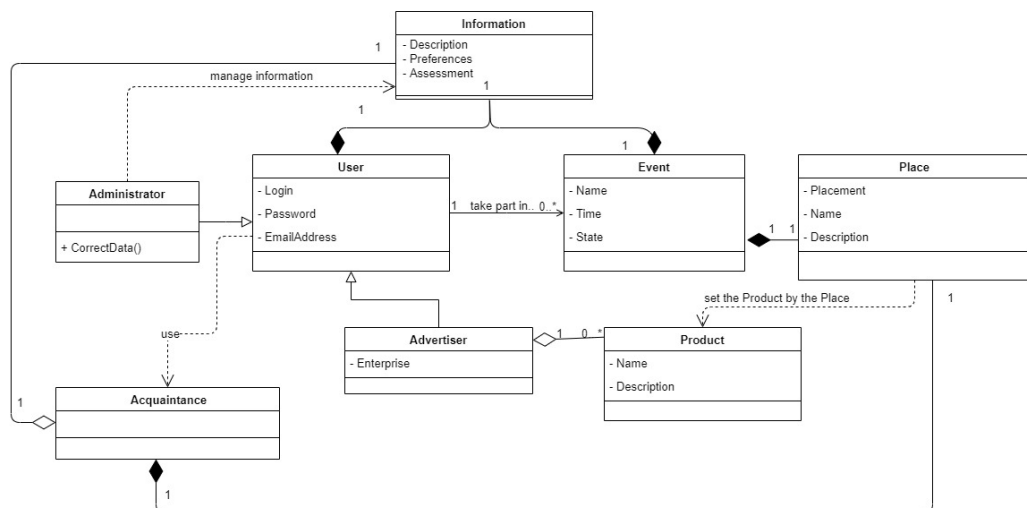 Information
- Description
- Preferences
- Assessment
1
manage information
1
1
1
User
- Login
- Password
- EmailAddress
Event
- Name
- Time
- State
Place
- Placement
- Name
- Description
Administrator
+ CorrectData()
1 take part in.. 0..*
1 1
1
set the Product by the Place
use
Advertiser
- Enterprise
1 0..*
Product
- Name
- Description
1
Acquaintance
1